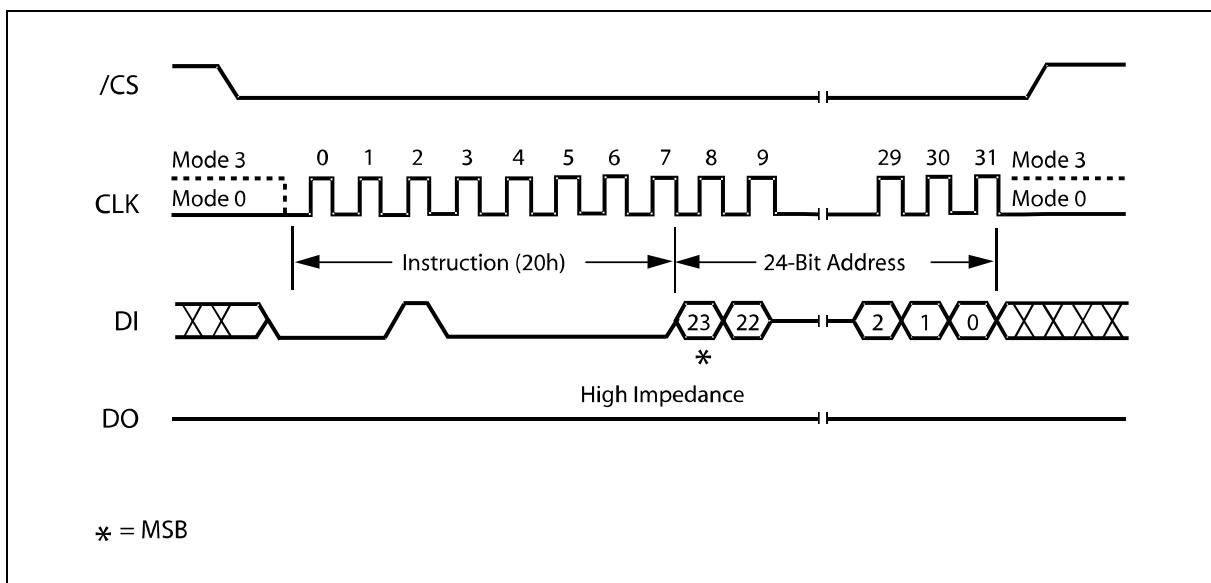 /CS
Mode 3
0 1 2 3 4 5 6 7 8 9 29 30 31
Mode 3
CLK
Mode 0
Mode 0
Instruction (20h)
24-Bit Address
DI
23 22 2 1 0
*
High Impedance
DO
* = MSB